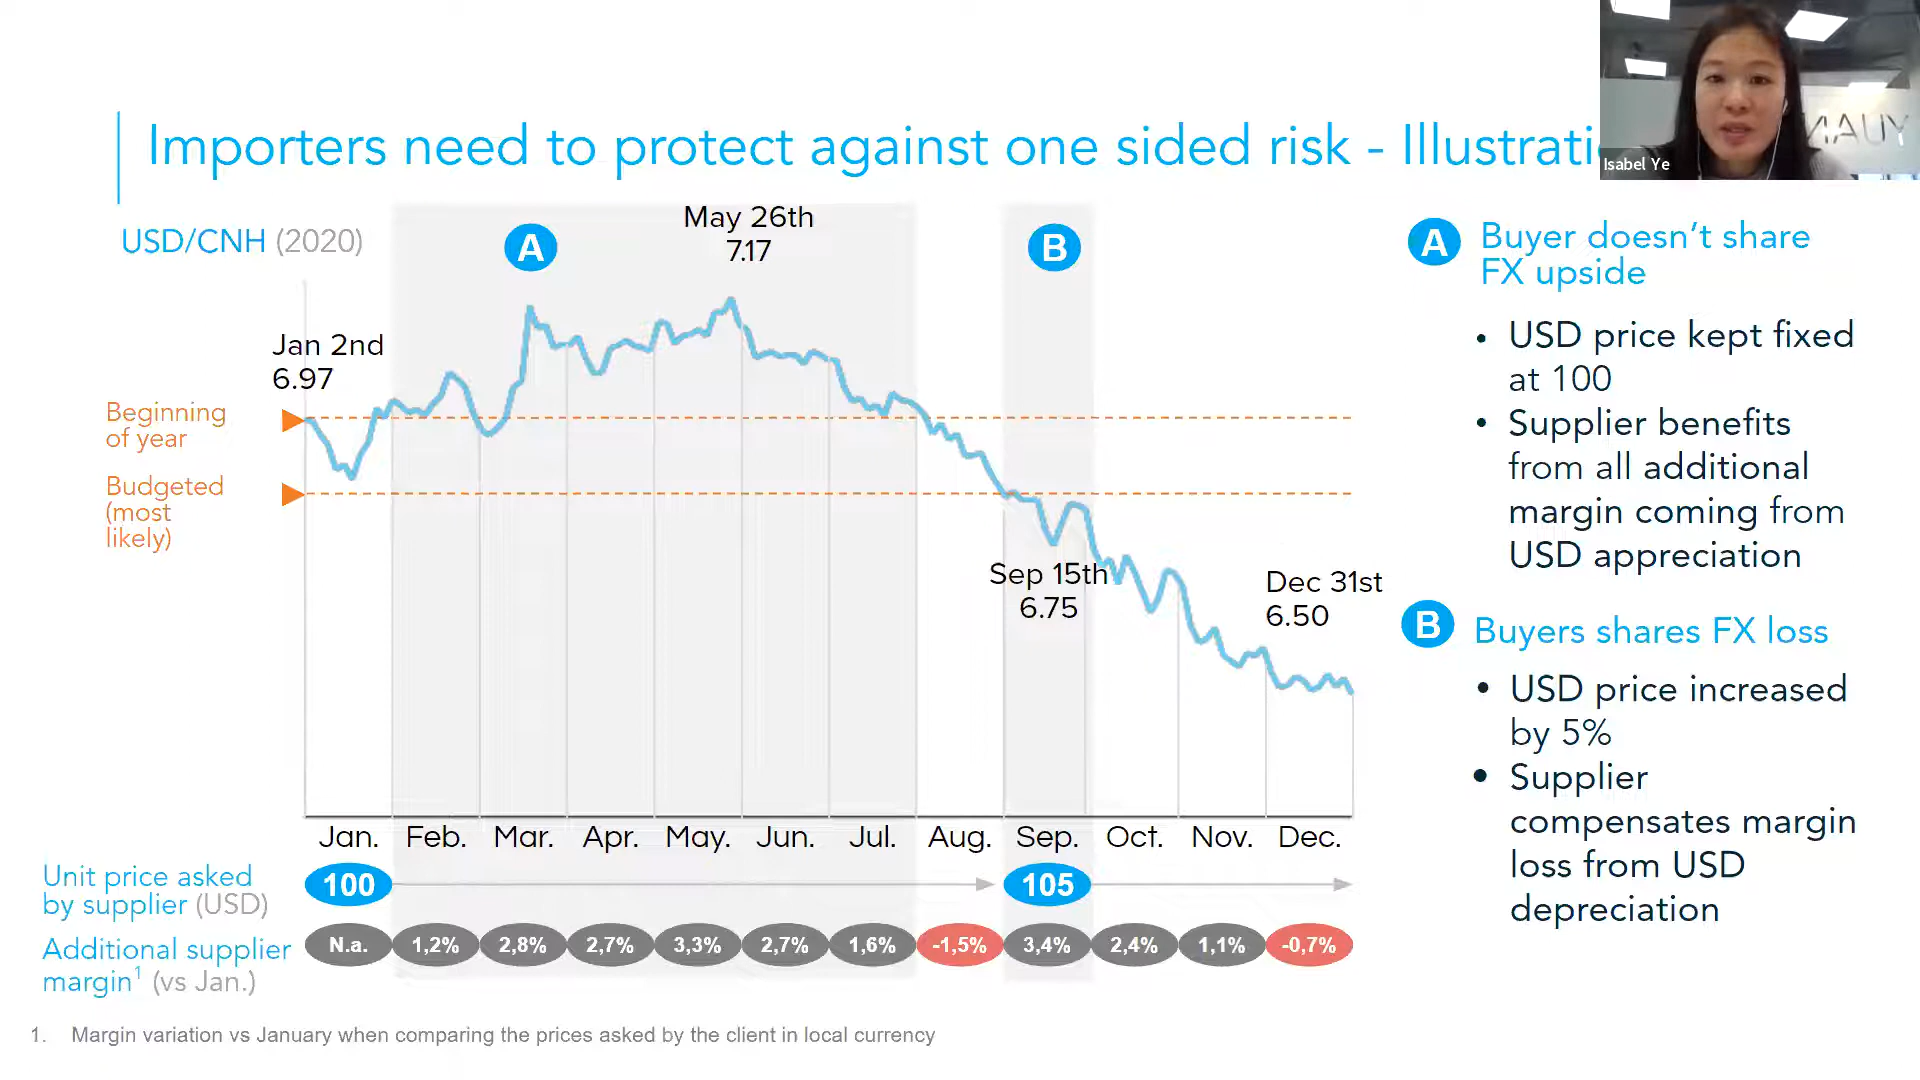 Importers need to protect against one sided risk - Illustrati
Isabel Ye
USD/CNH (2020)
A
May 26th
7.17
B
Jan 2nd
6.97
Beginning
of year
Budgeted
(most
likely)
Sep 15th
6.75
Dec 31st
6.50
Jan. Feb. Mar. Apr. May. Jun. Jul. Aug. Sep. Oct. Nov. Dec.
Unit price asked
by supplier (USD)
100 105
Additional supplier
margin1 (vs Jan.)
N.a. 1,2% 2,8% 2,7% 3,3% 2,7% 1,6% -1,5% 3,4% 2,4% 1,1% -0,7%
A Buyer doesn’t share
FX upside
• USD price kept fixed
at 100
• Supplier benefits
from all additional
margin coming from
USD appreciation
B Buyers shares FX loss
• USD price increased
by 5%
• Supplier
compensates margin
loss from USD
depreciation
1. Margin variation vs January when comparing the prices asked by the client in local currency